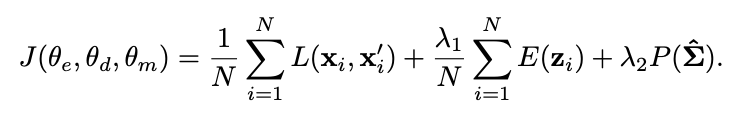 J(θ_e, θ_d, θ_m) = \frac{1}{N} \sum_{i=1}^{N} L(\mathbf{x}_i, \mathbf{x}'_i) + \frac{λ_1}{N} \sum_{i=1}^{N} E(\mathbf{z}_i) + λ_2 P(\hat{\mathbf{Σ}}).